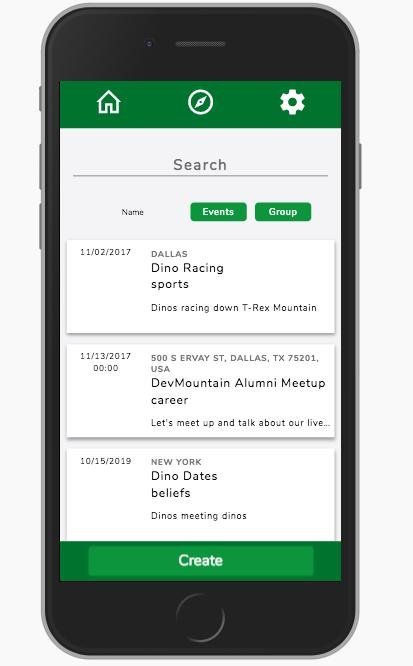 Search
Name
Events
Group
11/02/2017
DALLAS
Dino Racing
sports
Dinos racing down T-Rex Mountain
11/13/2017
00:00
500 S ERVAY ST, DALLAS, TX 75201,
USA
DevMountain Alumni Meetup
career
Let's meet up and talk about our live...
10/15/2019
NEW YORK
Dino Dates
beliefs
Dinos meeting dinos
Create